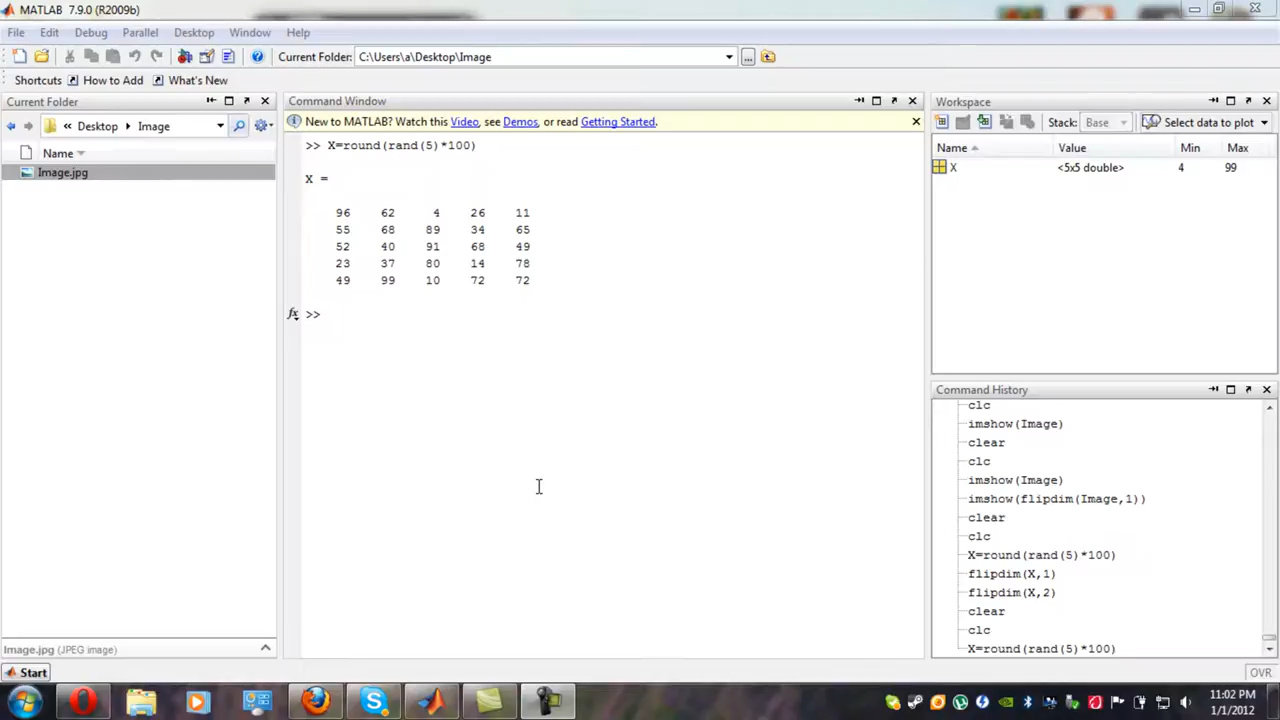 MATLAB 7.9.0 (R2009b)
File Edit Debug Parallel Desktop Window Help
Current Folder: C:\Users\a\Desktop\Image
Shortcuts How to Add What's New
Current Folder
« Desktop Image
Name
Image.jpg
Image.jpg (JPEG image)
Command Window
New to MATLAB? Watch this Video, see Demos, or read Getting Started.
>> X=round(rand(5)*100)
X =
96 62 4 26 11
55 68 89 34 65
52 40 91 68 49
23 37 80 14 78
49 99 10 72 72
fx >>
Workspace
Stack: Base Select data to plot
Name Value Min Max
X <5x5 double> 4 99
Command History
clc
imshow(Image)
clear
clc
imshow(Image)
imshow(flipdim(Image,1))
clear
clc
X=round(rand(5)*100)
flipdim(X,1)
flipdim(X,2)
clear
clc
X=round(rand(5)*100)
Start
OVR
11:02 PM
1/1/2012